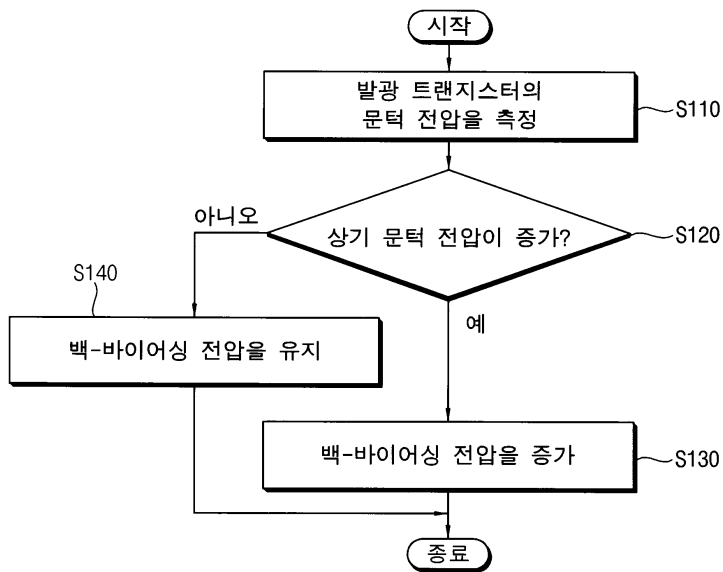 시작
발광 트랜지스터의
문턱 전압을 측정
S110
상기 문턱 전압이 증가?
S120
아니오
예
S140
백-바이어싱 전압을 유지
백-바이어싱 전압을 증가
S130
종료